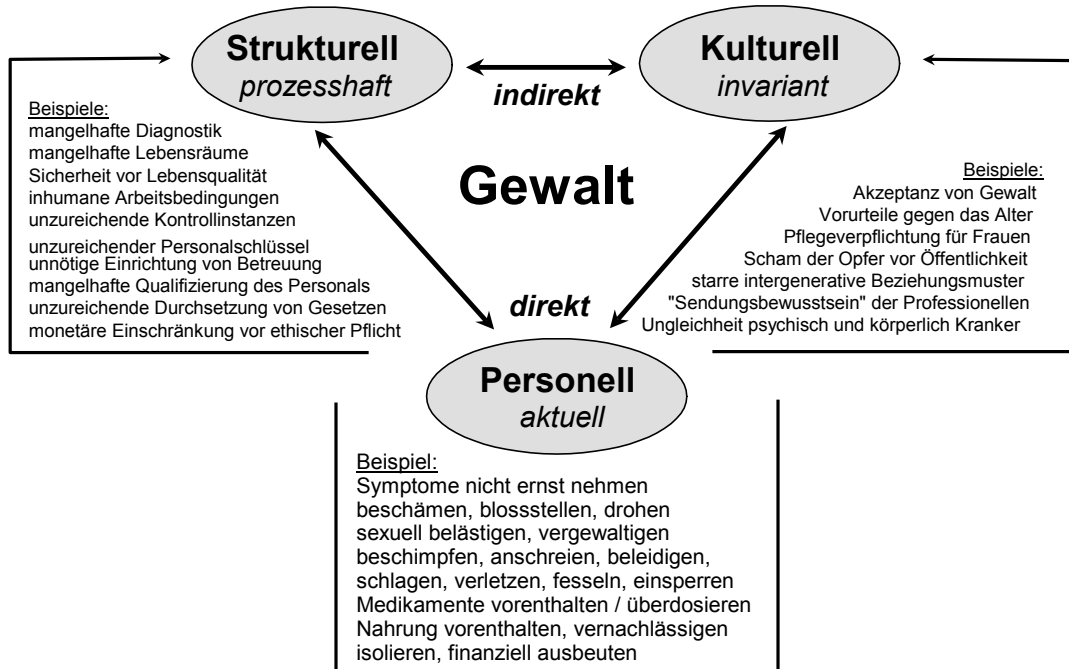 Strukturell
prozesshaft
Kulturell
invariant
indirekt
Gewalt
direkt
Beispiele:
mangelhafte Diagnostik
mangelhafte Lebensräume
Sicherheit vor Lebensqualität
inhumane Arbeitsbedingungen
unzureichende Kontrollinstanzen
unzureichender Personalschlüssel
unnötige Einrichtung von Betreuung
mangelhafte Qualifizierung des Personals
unzureichende Durchsetzung von Gesetzen
monetäre Einschränkung vor ethischer Pflicht
Beispiele:
Akzeptanz von Gewalt
Vorurteile gegen das Alter
Pflegeverpflichtung für Frauen
Scham der Opfer vor Öffentlichkeit
starre intergenerative Beziehungsmuster
"Sendungsbewusstsein" der Professionellen
Ungleichheit psychisch und körperlich Kranker
Personell
aktuell
Beispiel:
Symptome nicht ernst nehmen
beschämen, blossstellen, drohen
sexuell belästigen, vergewaltigen
beschimpfen, anschreien, beleidigen,
schlagen, verletzen, fesseln, einsperren
Medikamente vorenthalten / überdosieren
Nahrung vorenthalten, vernachlässigen
isolieren, finanziell ausbeuten